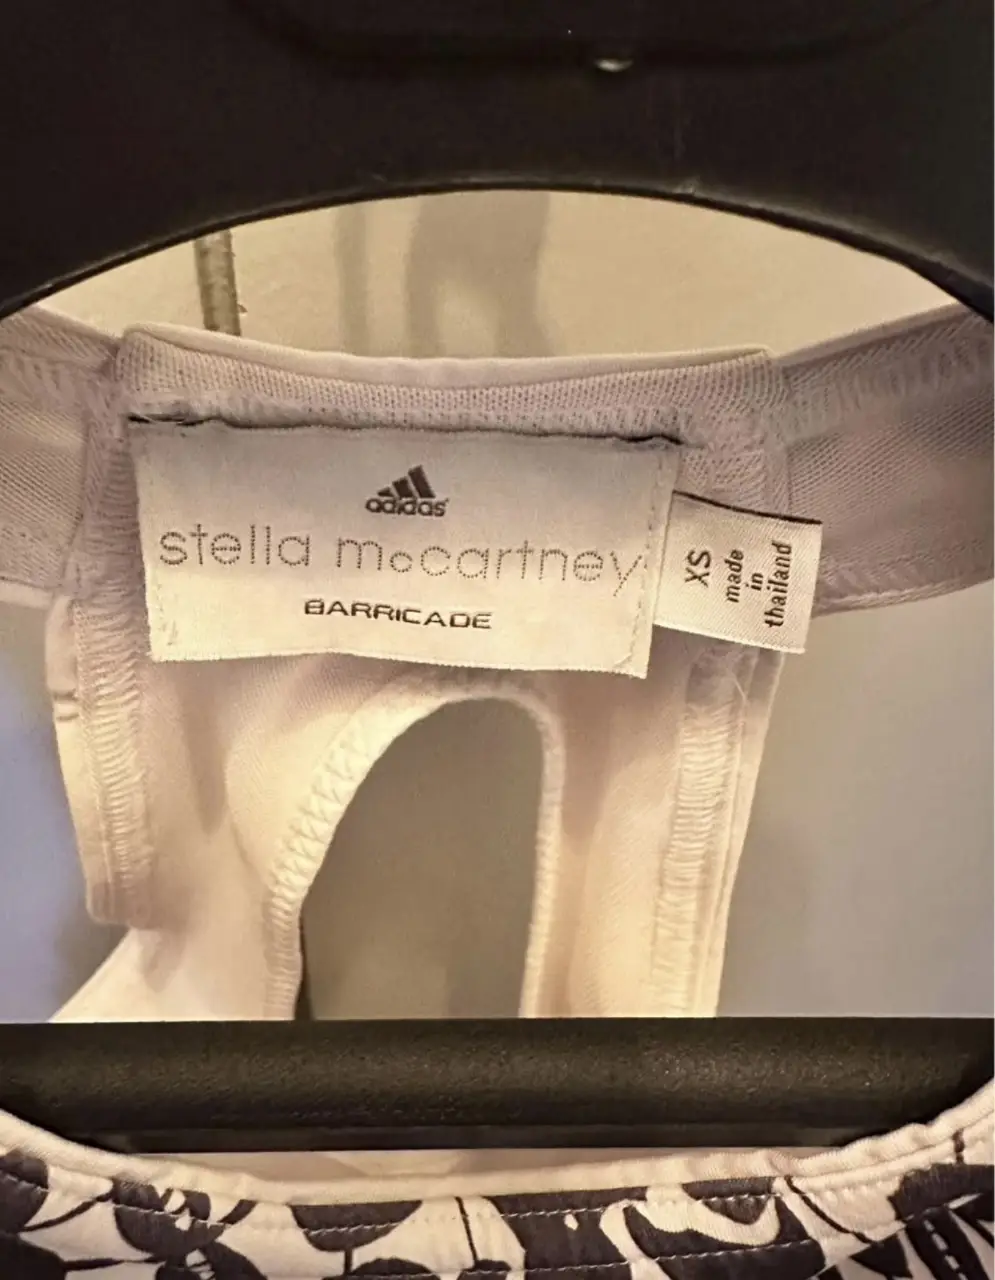 adidas
stella mccartney
BARRICADE
XS
made
in
thailand